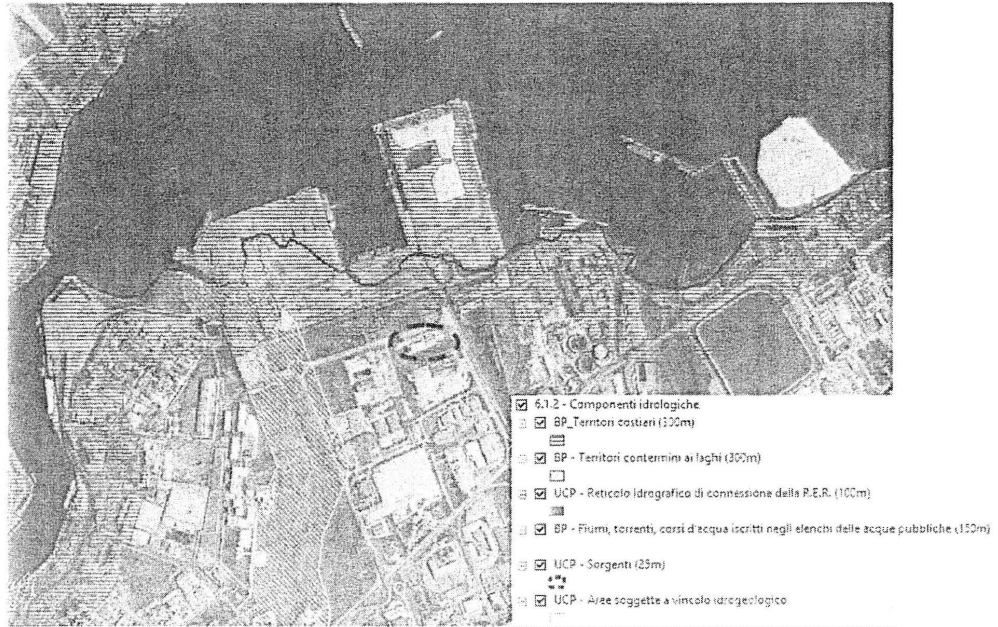 6.1.2 - Componenti idrologiche
BP_Territori costieri (300m)
BP - Territori contermini ai laghi (300m)
UCP - Reticolo idrografico di connessione della R.E.R. (100m)
BP - Fiumi, torrenti, corsi d'acqua iscritti negli elenchi delle acque pubbliche (150m)
UCP - Sorgenti (25m)
UCP - Aree soggette a vincolo idrogeologico